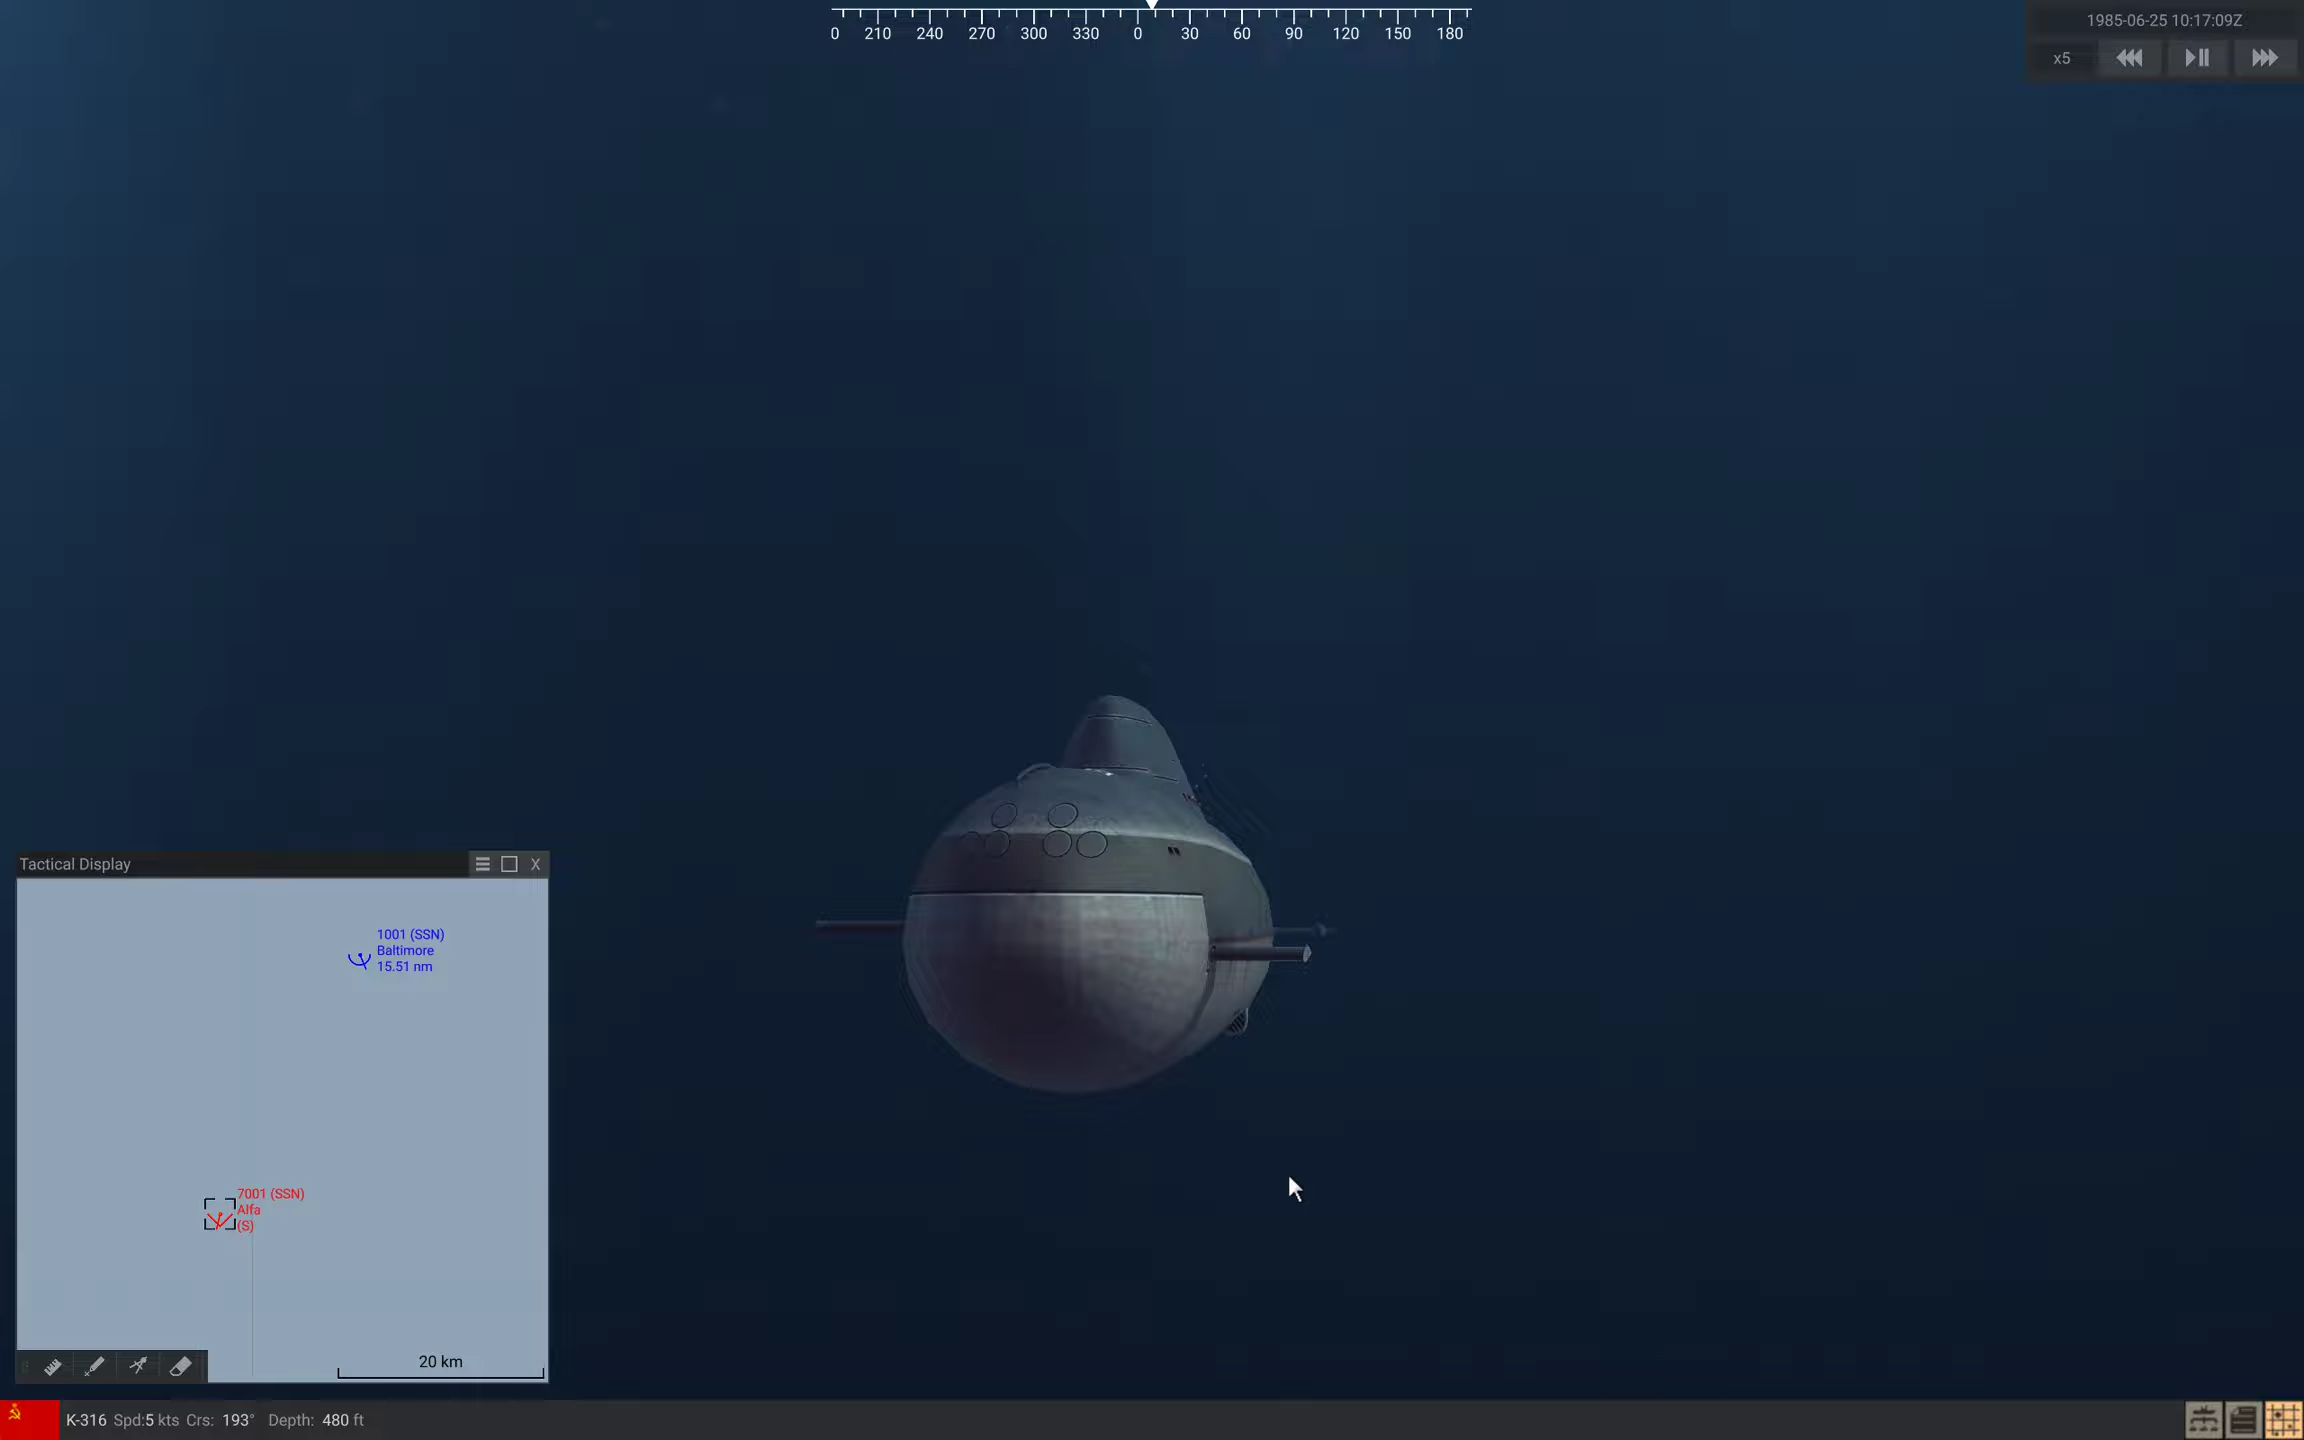 0 210 240 270 300 330 0 30 60 90 120 150 180
1985-06-25 10:17:09Z
x5
Tactical Display
X
1001 (SSN)
Baltimore
15.51 nm
7001 (SSN)
Alfa
(S)
20 km
K-316 Spd:5 kts Crs: 193° Depth: 480 ft